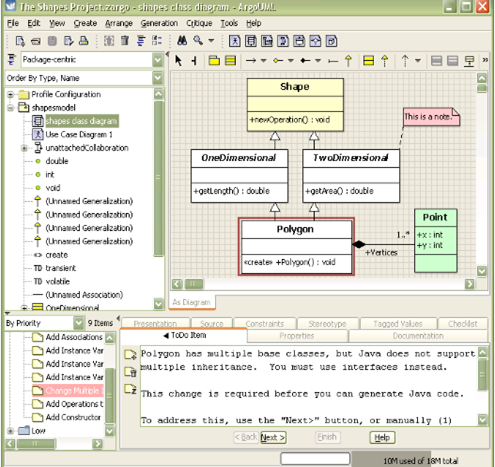 The Shapes Project.zargo - shapes class diagram - ArgoUML
File Edit View Create Arrange Generation Critique Tools Help
Package-centric
Order By Type, Name
Profile Configuration
shapesmodel
shapes class diagram
Use Case Diagram 1
unattachedCollaboration
double
int
void
(Unnamed Generalization)
(Unnamed Generalization)
(Unnamed Generalization)
(Unnamed Generalization)
create
TD transient
TD volatile
(Unnamed Association)
OneDimensional
Shape
+newOperation() : void
This is a note.
OneDimensional
+getLength() : double
TwoDimensional
+getArea() : double
Polygon
«create» +Polygon() : void
1..*
+Vertices
Point
+x : int
+y : int
As Diagram
By Priority 9 Items
Add Associations
Add Instance Var
Add Instance Var
Add Instance Var
Change Multiple
Add Operations t
Add Constructor
Low
Presentation Source Constraints Stereotype Tagged Values Checklist
ToDo Item Properties Documentation
Polygon has multiple base classes, but Java does not support
multiple inheritance. You must use interfaces instead.
This change is required before you can generate Java code.
To address this, use the "Next>" button, or manually (1)
< Back Next > Finish Help
10M used of 18M total